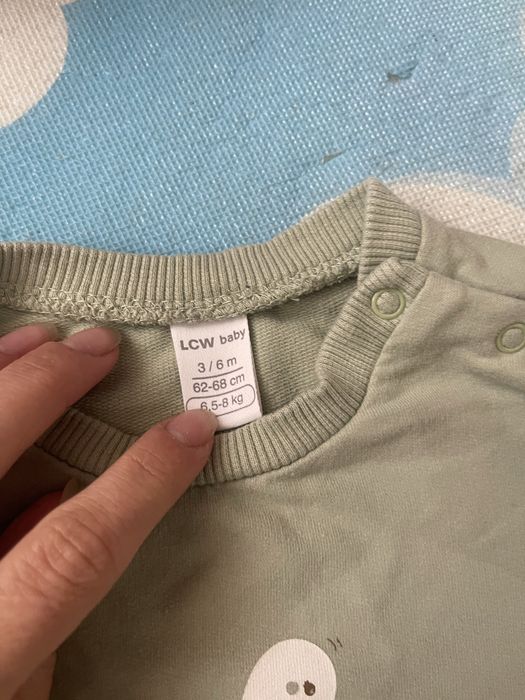 LCW baby
3 / 6 m
62-68 cm
6,5-8 kg